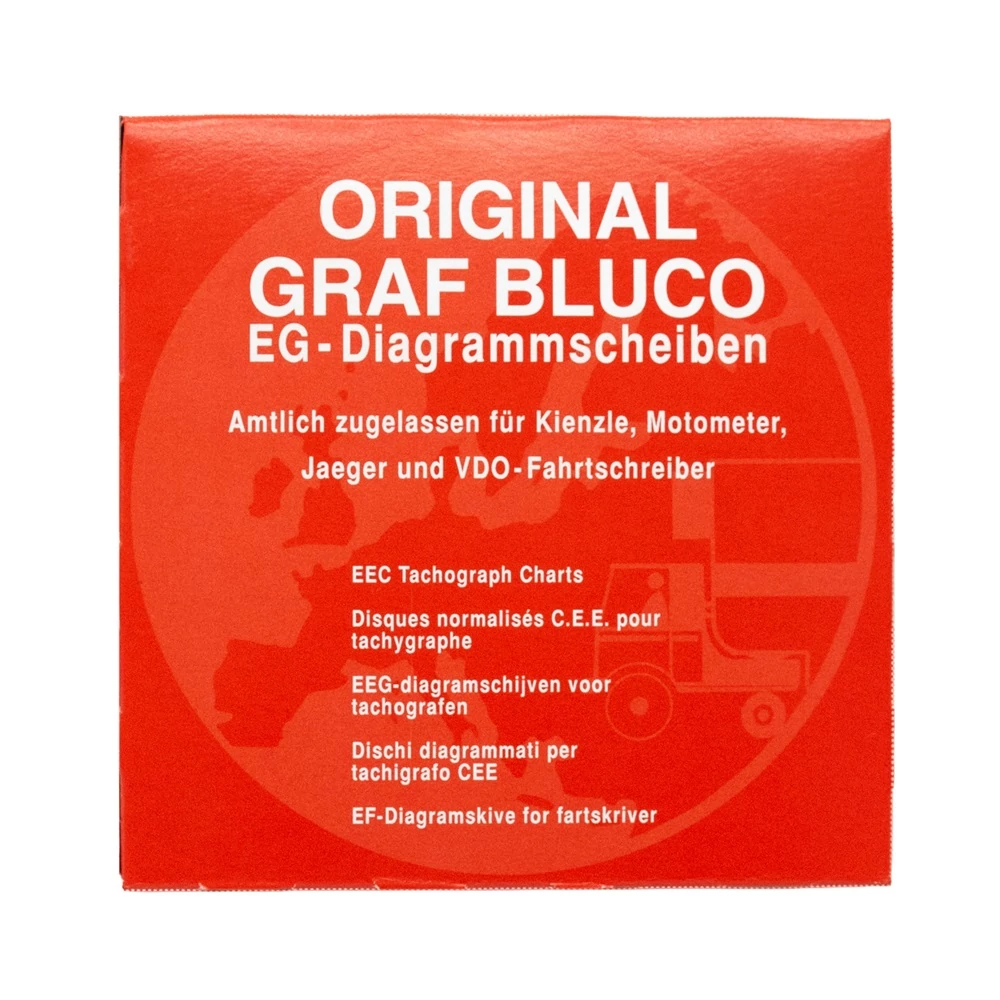 ORIGINAL
GRAF BLUCO
EG-Diagrammscheiben
Amtlich zugelassen für Kienzle, Motometer,
Jaeger und VDO-Fahrtschreiber
EEC Tachograph Charts
Disques normalisés C.E.E. pour
tachygraphe
EEG-diagramschijven voor
tachografen
Dischi diagrammati per
tachigrafo CEE
EF-Diagramskive for fartskriver